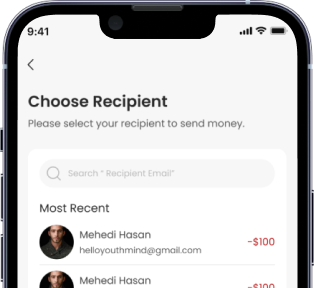 9:41
Choose Recipient
Please select your recipient to send money.
Search “ Recipient Email”
Most Recent
Mehedi Hasan
-$100
helloyouthmind@gmail.com
Mehedi Hasan
-$100